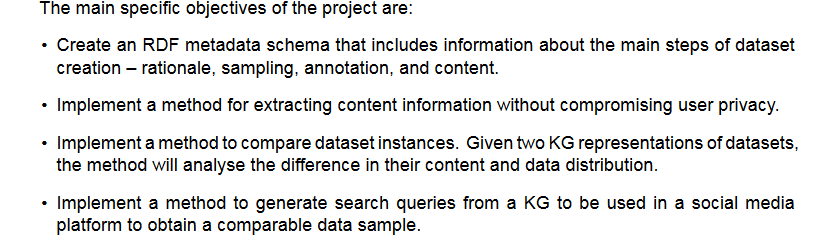 The main specific objectives of the project are:
• Create an RDF metadata schema that includes information about the main steps of dataset
creation – rationale, sampling, annotation, and content.
• Implement a method for extracting content information without compromising user privacy.
• Implement a method to compare dataset instances. Given two KG representations of datasets,
the method will analyse the difference in their content and data distribution.
• Implement a method to generate search queries from a KG to be used in a social media
platform to obtain a comparable data sample.